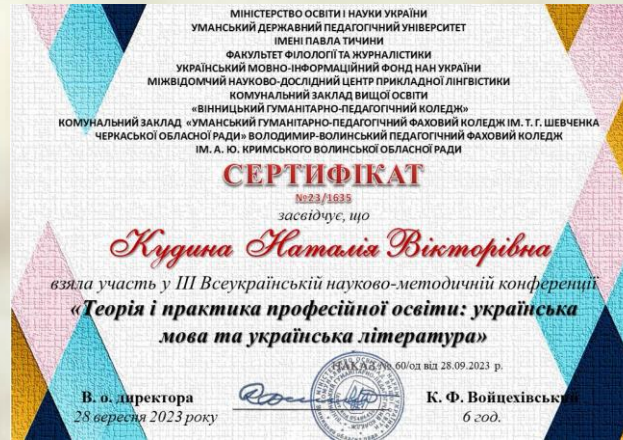 МІНІСТЕРСТВО ОСВІТИ І НАУКИ УКРАЇНИ
УМАНСЬКИЙ ДЕРЖАВНИЙ ПЕДАГОГІЧНИЙ УНІВЕРСИТЕТ
ІМЕНІ ПАВЛА ТИЧИНИ
ФАКУЛЬТЕТ ФІЛОЛОГІЇ ТА ЖУРНАЛІСТИКИ
УКРАЇНСЬКИЙ МОВНО-ІНФОРМАЦІЙНИЙ ФОНД НАН УКРАЇНИ
МІЖВІДОМЧИЙ НАУКОВО-ДОСЛІДНИЙ ЦЕНТР ПРИКЛАДНОЇ ЛІНГВІСТИКИ
КОМУНАЛЬНИЙ ЗАКЛАД ВИЩОЇ ОСВІТИ
«ВІННИЦЬКИЙ ГУМАНІТАРНО-ПЕДАГОГІЧНИЙ КОЛЕДЖ»
КОМУНАЛЬНИЙ ЗАКЛАД «УМАНСЬКИЙ ГУМАНІТАРНО-ПЕДАГОГІЧНИЙ ФАХОВИЙ КОЛЕДЖ ІМ. Т. Г. ШЕВЧЕНКА
ЧЕРКАСЬКОЇ ОБЛАСНОЇ РАДИ» ВОЛОДИМИР-ВОЛИНСЬКИЙ ПЕДАГОГІЧНИЙ ФАХОВИЙ КОЛЕДЖ
ІМ. А. Ю. КРИМСЬКОГО ВОЛИНСЬКОЇ ОБЛАСНОЇ РАДИ
СЕРТИФІКАТ
№23/1635
засвідчує, що
Кудина Наталія Вікторівна
взяла участь у ІІІ Всеукраїнській науково-методичній конференції
«Теорія і практика професійної освіти: українська
мова та українська література»
НАКАЗ № 60/од від 28.09.2023 р.
В. о. директора К. Ф. Войцехівський
28 вересня 2023 року 6 год.